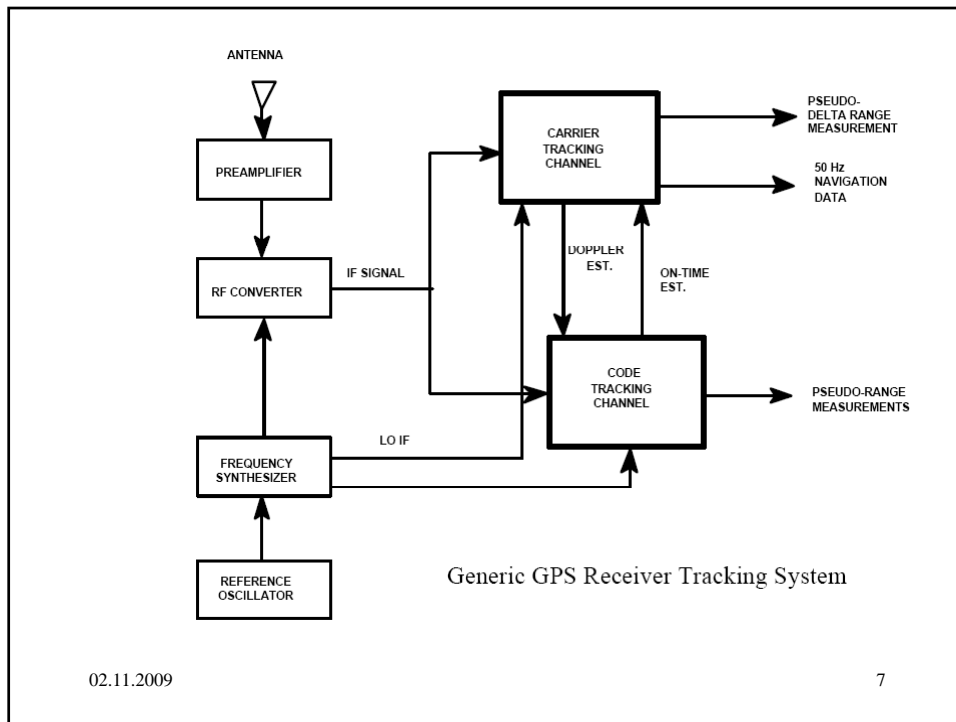 ANTENNA
PREAMPLIFIER
RF CONVERTER
IF SIGNAL
FREQUENCY
SYNTHESIZER
LO IF
REFERENCE
OSCILLATOR
CARRIER
TRACKING
CHANNEL
PSEUDO-
DELTA RANGE
MEASUREMENT
50 Hz
NAVIGATION
DATA
DOPPLER
EST.
ON-TIME
EST.
CODE
TRACKING
CHANNEL
PSEUDO-RANGE
MEASUREMENTS
Generic GPS Receiver Tracking System
02.11.2009
7